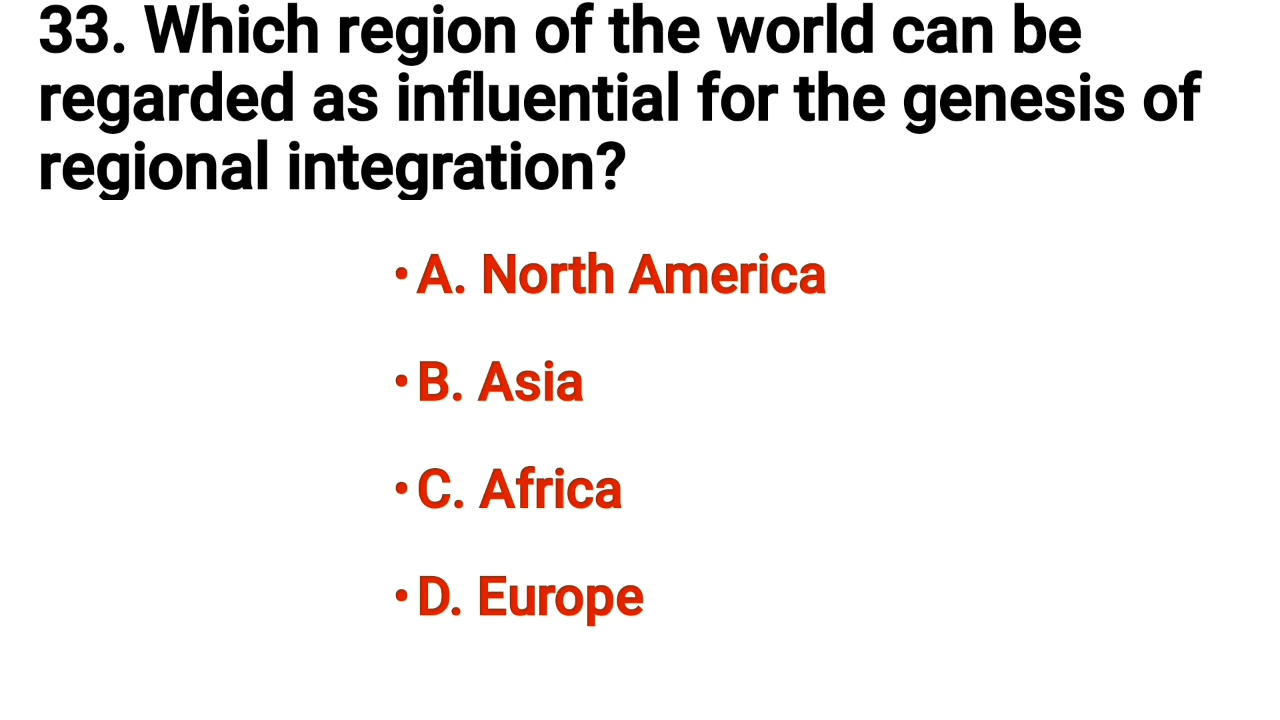 33. Which region of the world can be
regarded as influential for the genesis of
regional integration?
• A. North America
• B. Asia
• C. Africa
• D. Europe